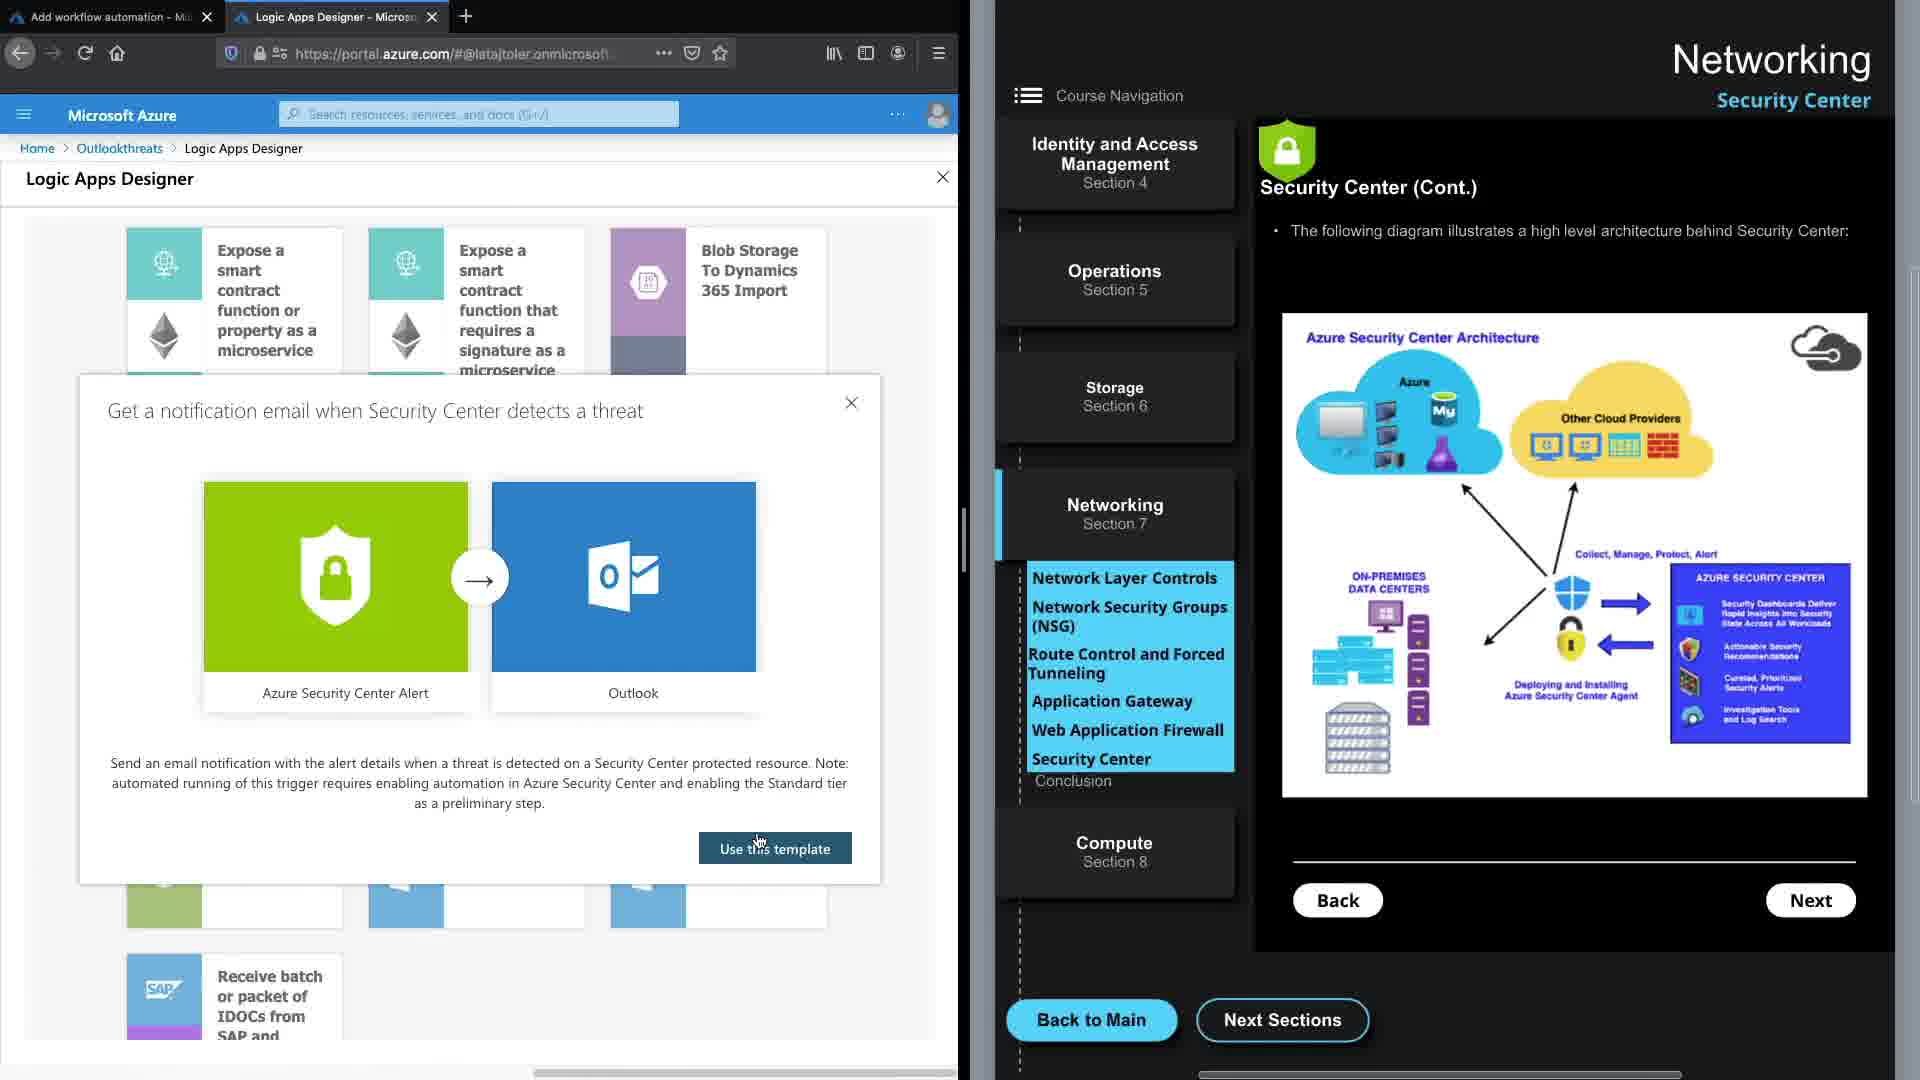 Add workflow automation - Mi
Logic Apps Designer - Microso
https://portal.azure.com/#@latajtoler.onmicrosoft
Microsoft Azure
Search resources, services, and docs (G+/)
Home > Outlookthreats > Logic Apps Designer
Logic Apps Designer
Expose a
smart
contract
function or
property as a
microservice
Expose a
smart
contract
function that
requires a
signature as a
microservice
Blob Storage
To Dynamics
365 Import
Get a notification email when Security Center detects a threat
Azure Security Center Alert
Outlook
Send an email notification with the alert details when a threat is detected on a Security Center protected resource. Note:
automated running of this trigger requires enabling automation in Azure Security Center and enabling the Standard tier
as a preliminary step.
Use this template
SAP
Receive batch
or packet of
IDOCs from
SAP and
Networking
Security Center
Course Navigation
Identity and Access
Management
Section 4
Operations
Section 5
Storage
Section 6
Networking
Section 7
Network Layer Controls
Network Security Groups
(NSG)
Route Control and Forced
Tunneling
Application Gateway
Web Application Firewall
Security Center
Conclusion
Compute
Section 8
Back to Main
Next Sections
Security Center (Cont.)
• The following diagram illustrates a high level architecture behind Security Center:
Azure Security Center Architecture
Azure
My
Other Cloud Providers
Collect, Manage, Protect, Alert
ON-PREMISES
DATA CENTERS
Deploying and Installing
Azure Security Center Agent
AZURE SECURITY CENTER
Security Dashboards Deliver
Rapid Insights into Security
State Across All Workloads
Actionable Security
Recommendations
Curated, Prioritized
Security Alerts
Investigation Tools
and Log Search
Back
Next